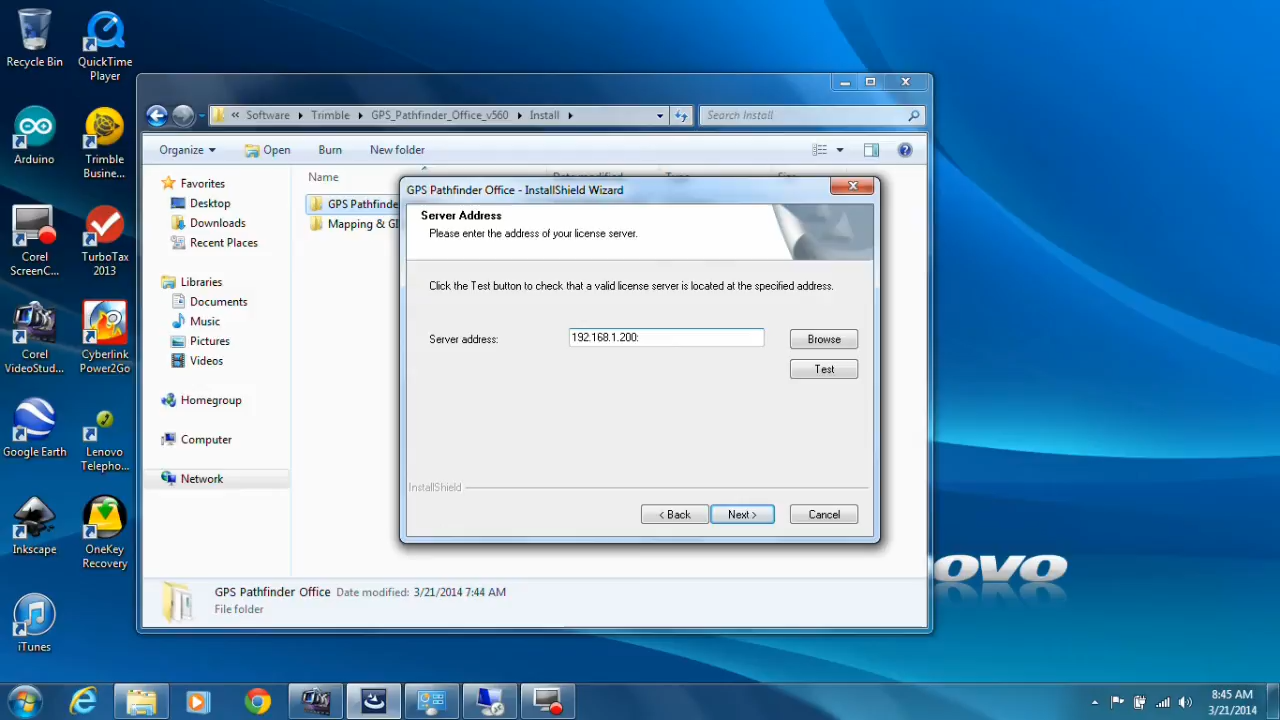 Recycle Bin
QuickTime
Player
Arduino
Trimble
Busine...
Corel
ScreenC...
TurboTax
2013
Corel
VideoStud...
Cyberlink
Power2Go
Google Earth
Lenovo
Telepho...
Inkscape
OneKey
Recovery
iTunes
« Software Trimble GPS_Pathfinder_Office_v560 Install
Search Install
Organize Open Burn New folder
Favorites
Desktop
Downloads
Recent Places
Libraries
Documents
Music
Pictures
Videos
Homegroup
Computer
Network
Name
GPS Pathfinde
Mapping & GI
GPS Pathfinder Office - InstallShield Wizard
Server Address
Please enter the address of your license server.
Click the Test button to check that a valid license server is located at the specified address.
Server address: 192.168.1.200: Browse
Test
InstallShield
< Back Next > Cancel
GPS Pathfinder Office Date modified: 3/21/2014 7:44 AM
File folder
8:45 AM
3/21/2014